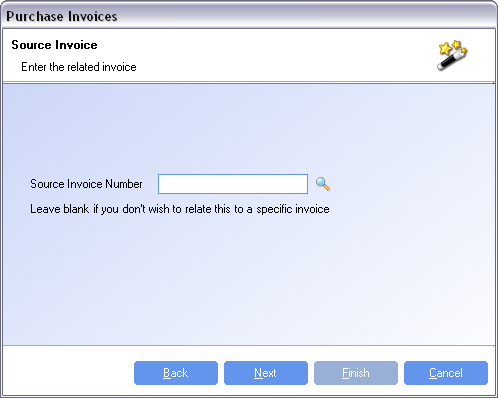 Purchase Invoices
Source Invoice
Enter the related invoice
Source Invoice Number
Leave blank if you don't wish to relate this to a specific invoice
Back Next Finish Cancel